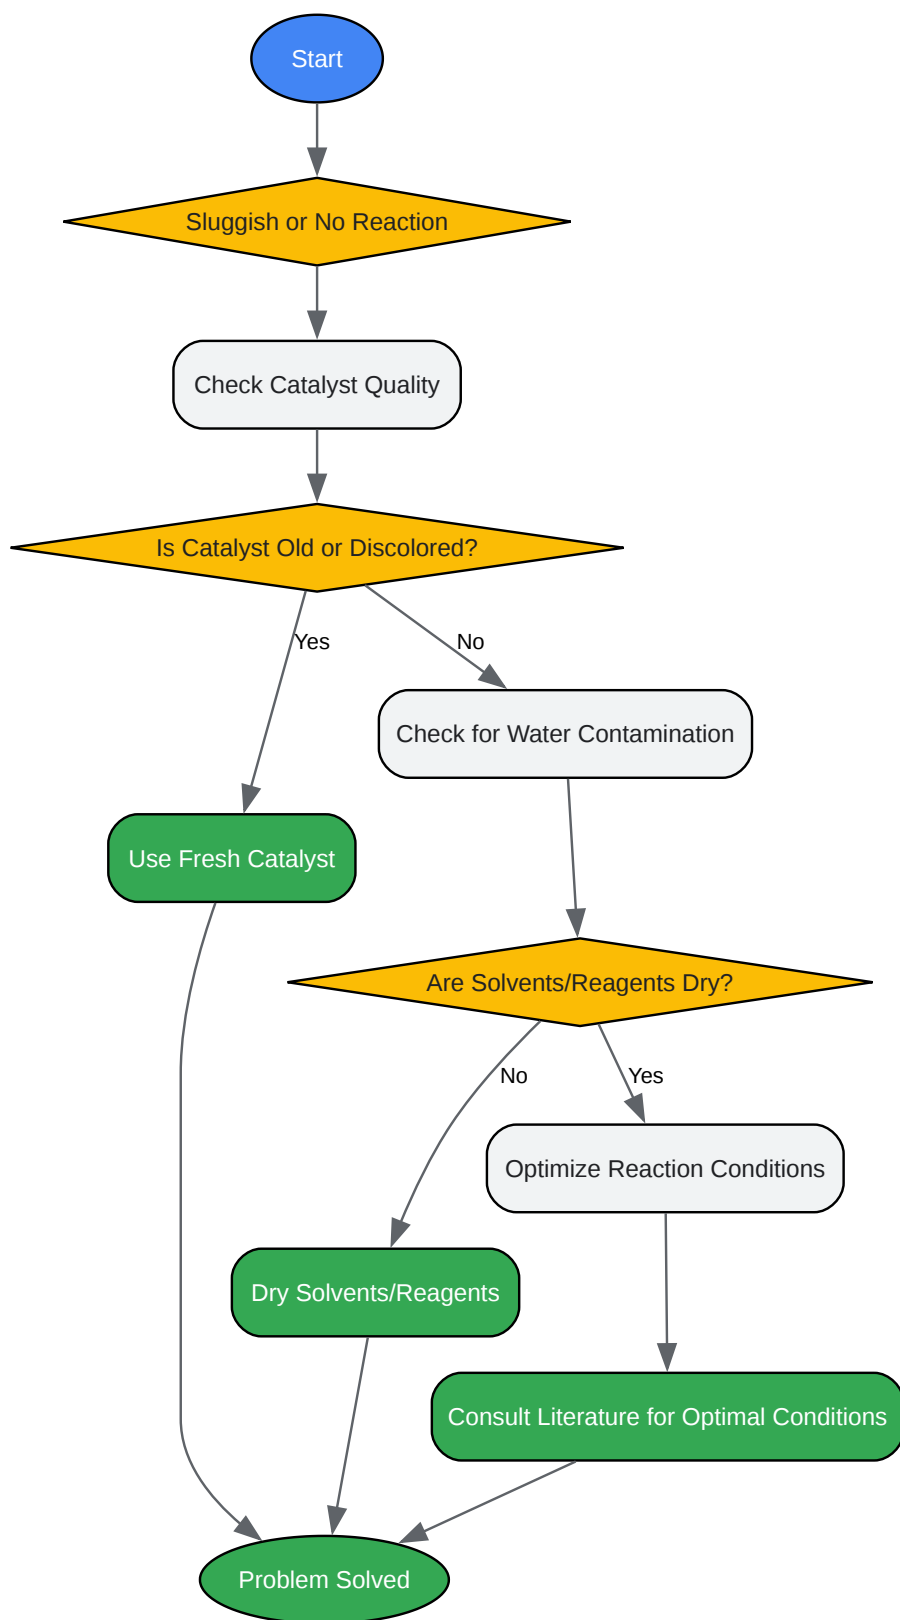 Start
Sluggish or No Reaction
Check Catalyst Quality
Is Catalyst Old or Discolored?
Yes
No
Check for Water Contamination
Use Fresh Catalyst
Are Solvents/Reagents Dry?
No
Yes
Optimize Reaction Conditions
Dry Solvents/Reagents
Consult Literature for Optimal Conditions
Problem Solved